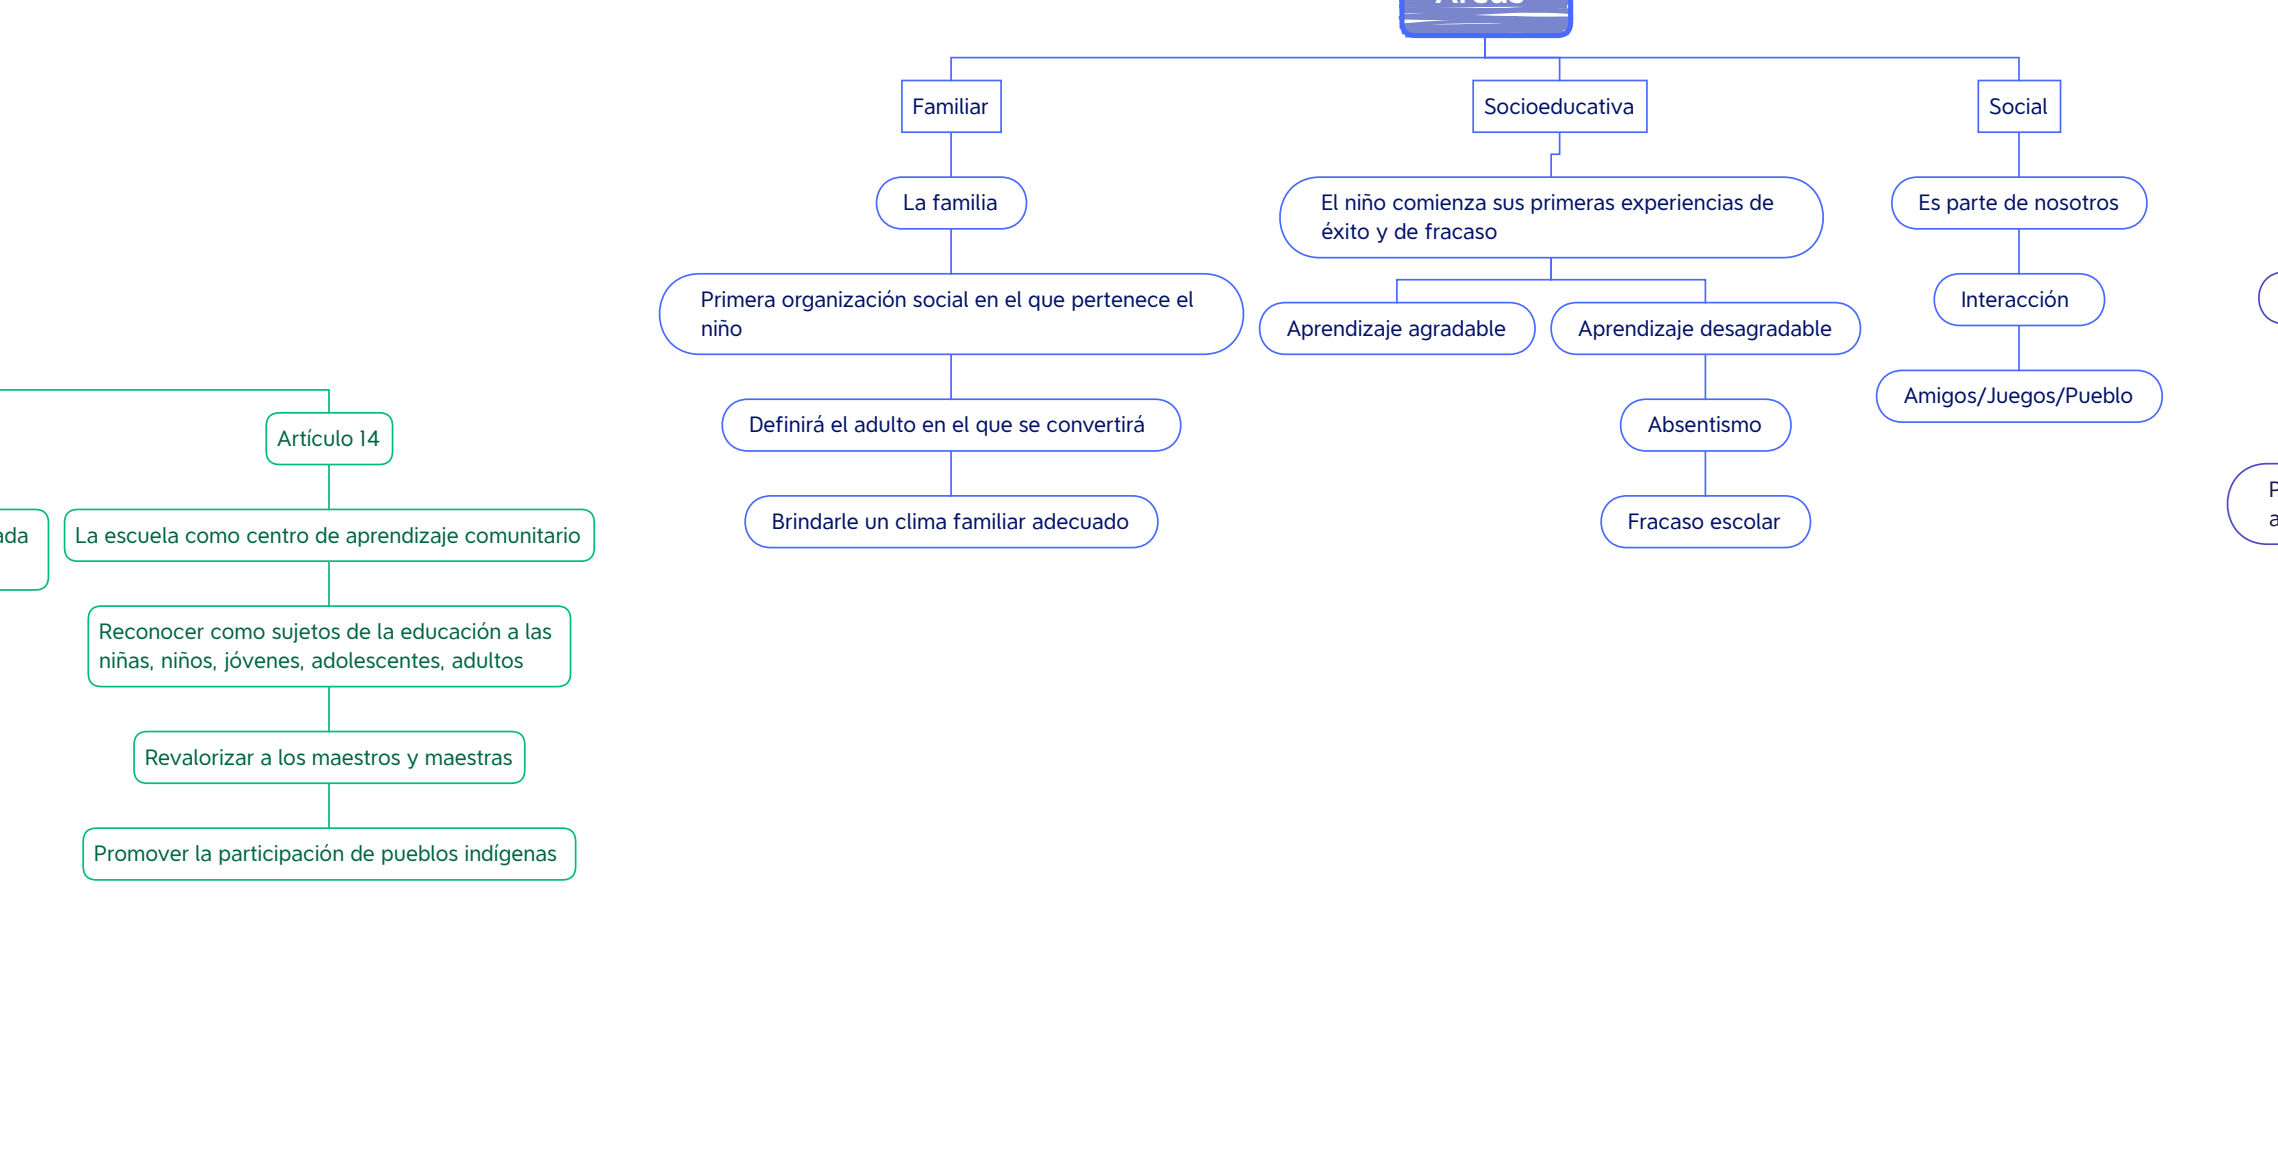 Áreas
Familiar
La familia
Primera organización social en el que pertenece el
niño
Definirá el adulto en el que se convertirá
Brindarle un clima familiar adecuado
Socioeducativa
El niño comienza sus primeras experiencias de
éxito y de fracaso
Aprendizaje agradable
Aprendizaje desagradable
Absentismo
Fracaso escolar
Social
Es parte de nosotros
Interacción
Amigos/Juegos/Pueblo
Artículo 14
La escuela como centro de aprendizaje comunitario
Reconocer como sujetos de la educación a las
niñas, niños, jóvenes, adolescentes, adultos
Revalorizar a los maestros y maestras
Promover la participación de pueblos indígenas